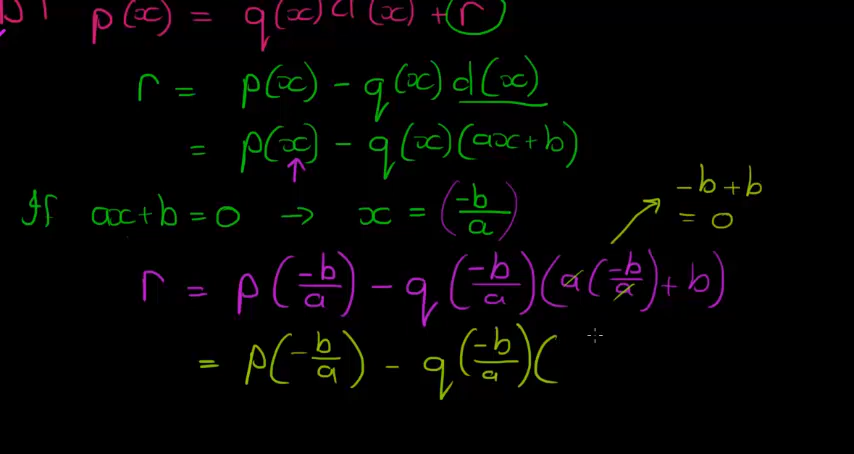 p(x) = q(x) d(x) + r
r = p(x) - q(x) d(x)
= p(x) - q(x)(ax+b)
If ax+b=0 → x = (-b/a)
-b+b
= 0
r = p(-b/a) - q(-b/a)(a(-b/a)+b)
= p(-b/a) - q(-b/a)(